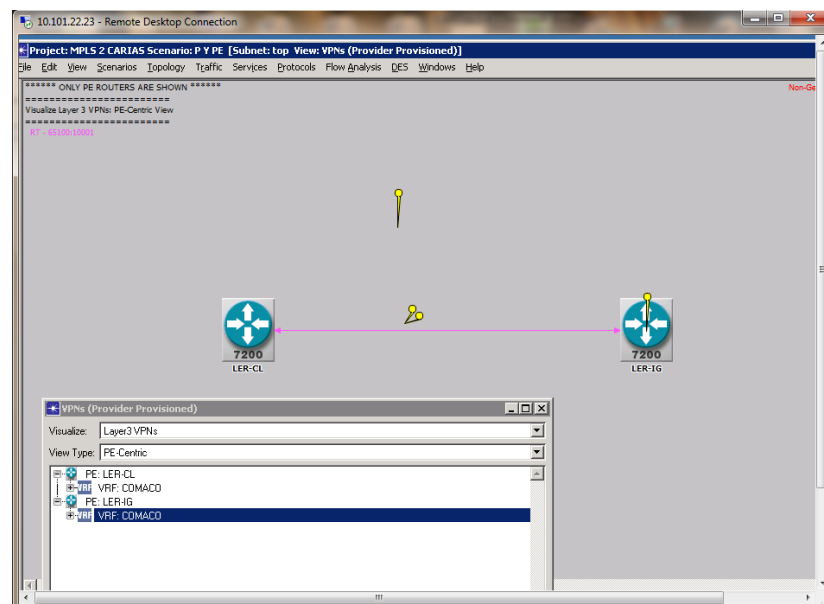 10.101.22.23 - Remote Desktop Connection
Project: MPLS 2 CARIAS Scenario: P Y PE [Subnet: top View: VPNs (Provider Provisioned)]
File Edit View Scenarios Topology Traffic Services Protocols Flow Analysis DES Windows Help
****** ONLY PE ROUTERS ARE SHOWN ******
Non-Ge
========================
Visualize Layer 3 VPNs: PE-Centric View
========================
RT - 65100:10001
7200
LER-CL
7200
LER-IG
VPNs (Provider Provisioned)
Visualize: Layer3 VPNs
View Type: PE-Centric
PE: LER-CL
VRF VRF: COMACO
PE: LER-IG
VRF VRF: COMACO